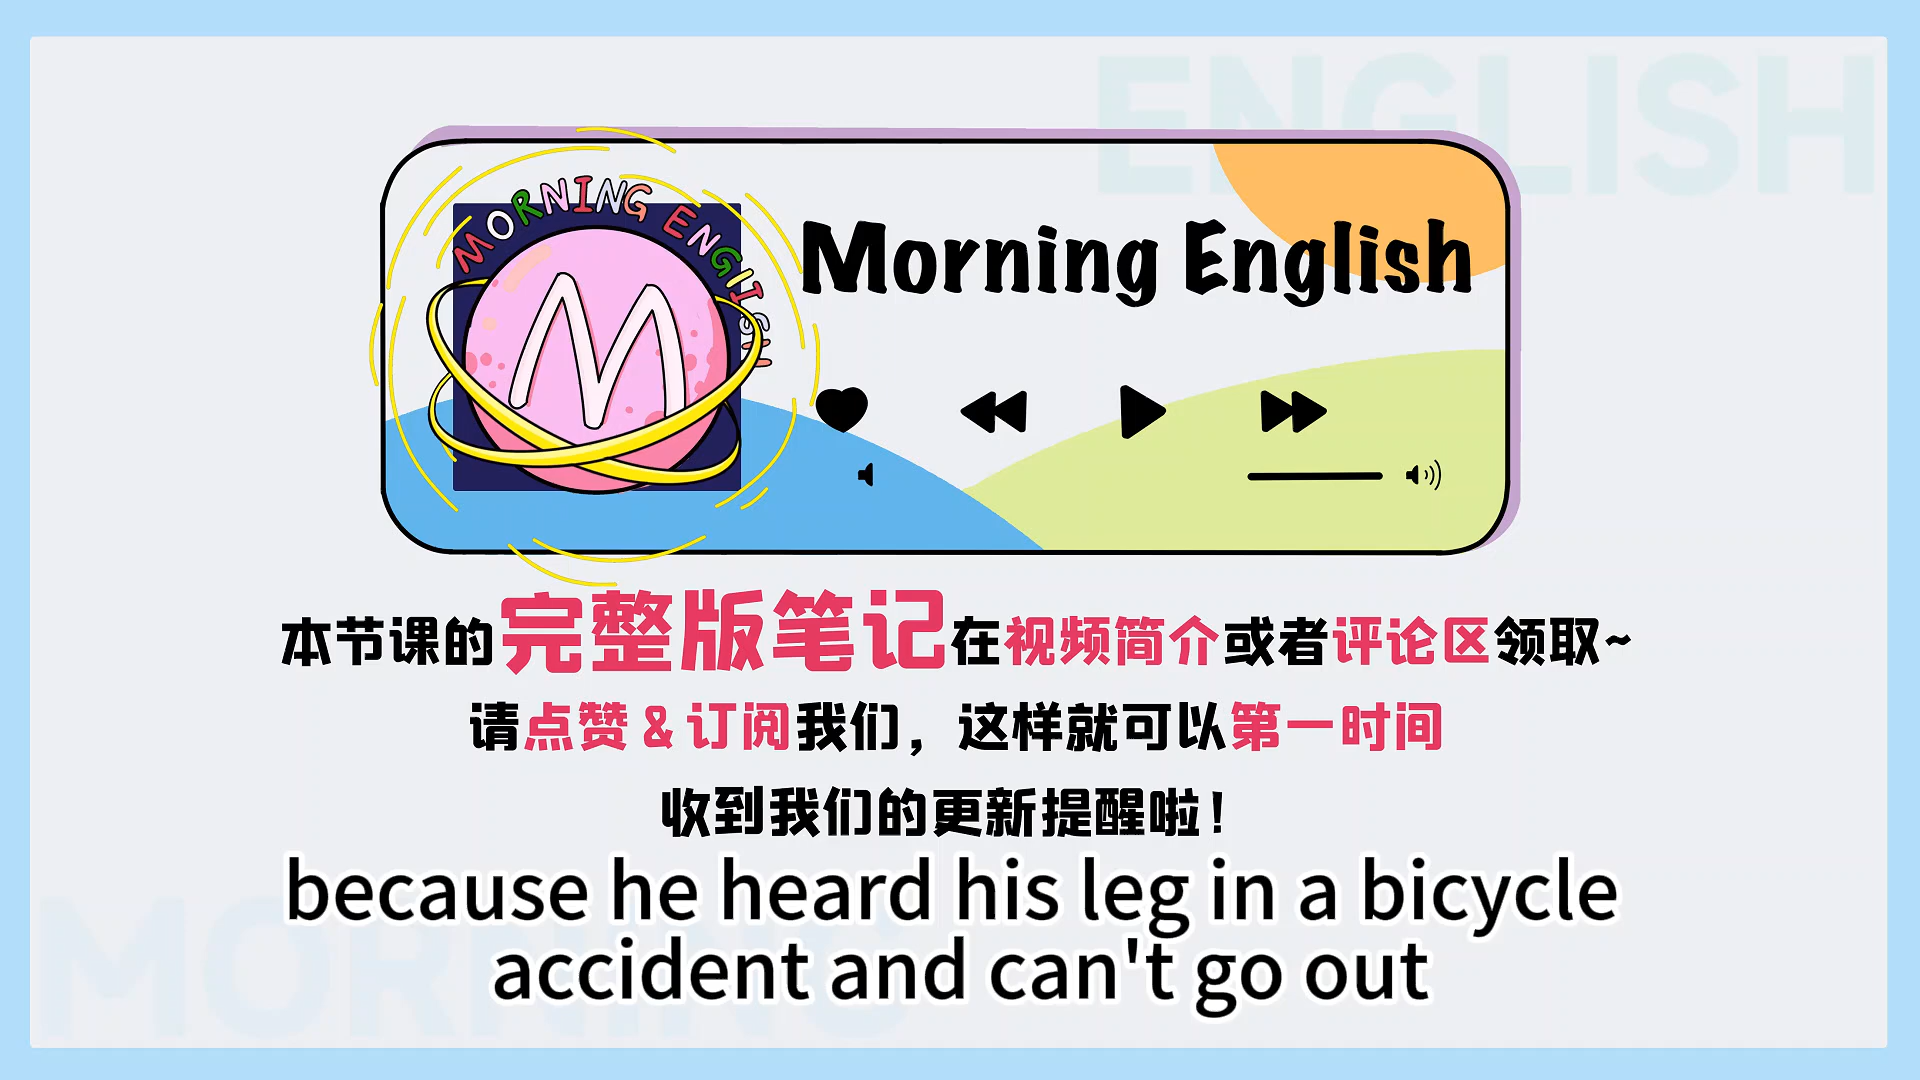 ENGLISH
MORNING ENGLISH
M
Morning English
本节课的完整版笔记在视频简介或者评论区领取~
请点赞&订阅我们，这样就可以第一时间
收到我们的更新提醒啦！
MORNING
because he heard his leg in a bicycle
accident and can't go out